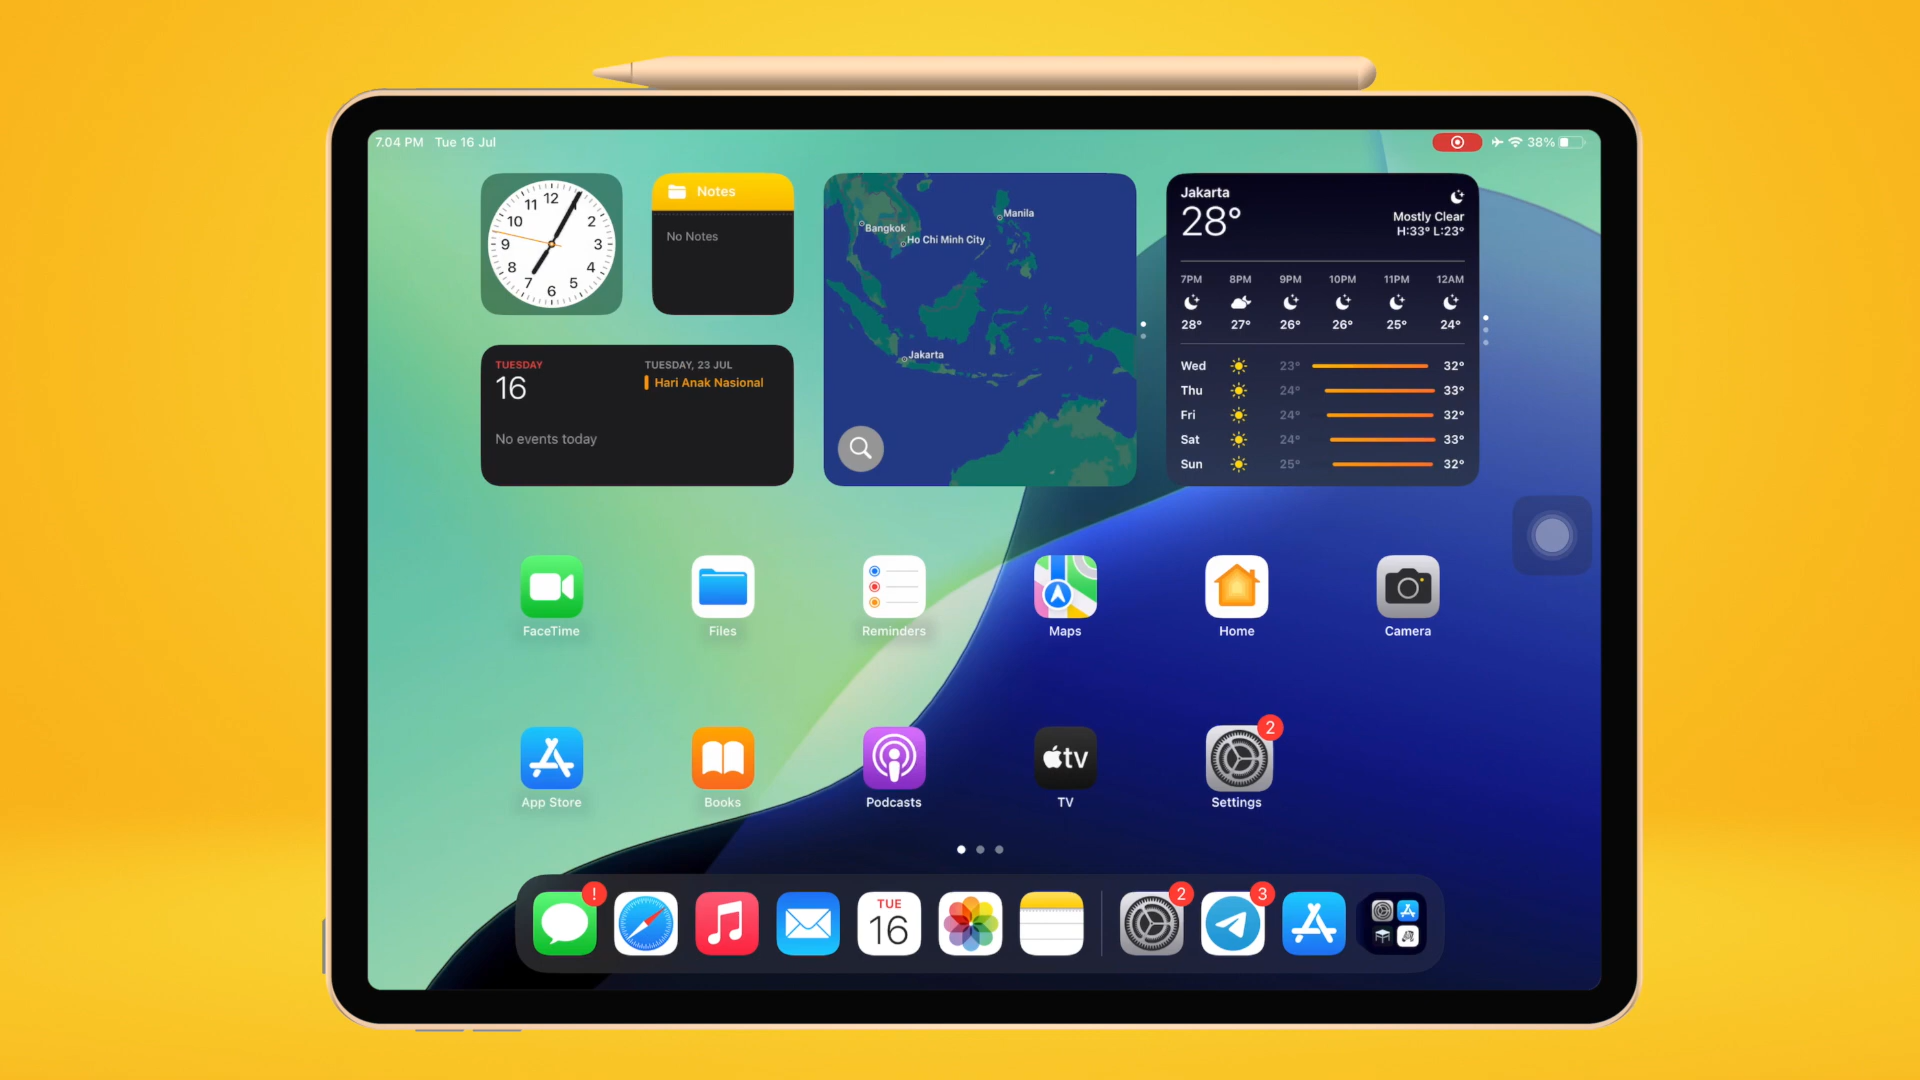 7.04 PM Tue 16 Jul
38%
12
11
10
9
8
7
6
5
4
3
2
Notes
No Notes
TUESDAY
16
No events today
TUESDAY, 23 JUL
Hari Anak Nasional
Manila
Bangkok
Ho Chi Minh City
Jakarta
Jakarta
28°
Mostly Clear
H:33° L:23°
7PM 8PM 9PM 10PM 11PM 12AM
28° 27° 26° 26° 25° 24°
Wed 23° 32°
Thu 24° 33°
Fri 24° 32°
Sat 24° 33°
Sun 25° 32°
FaceTime Files Reminders Maps Home Camera
tv
2
App Store Books Podcasts TV Settings
! 2 3
TUE
16